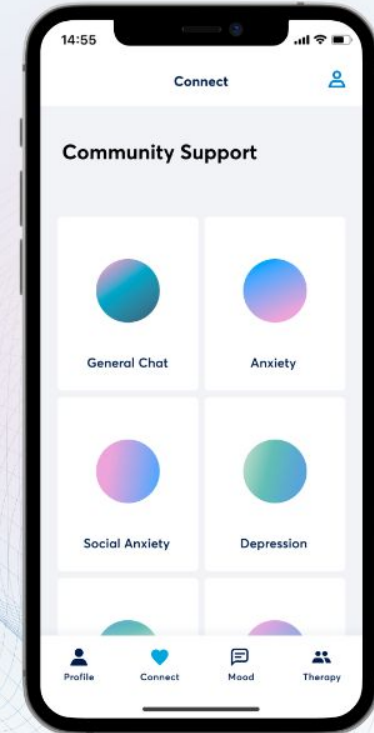 14:55
Connect
Community Support
General Chat Anxiety
Social Anxiety Depression
Profile Connect Mood Therapy